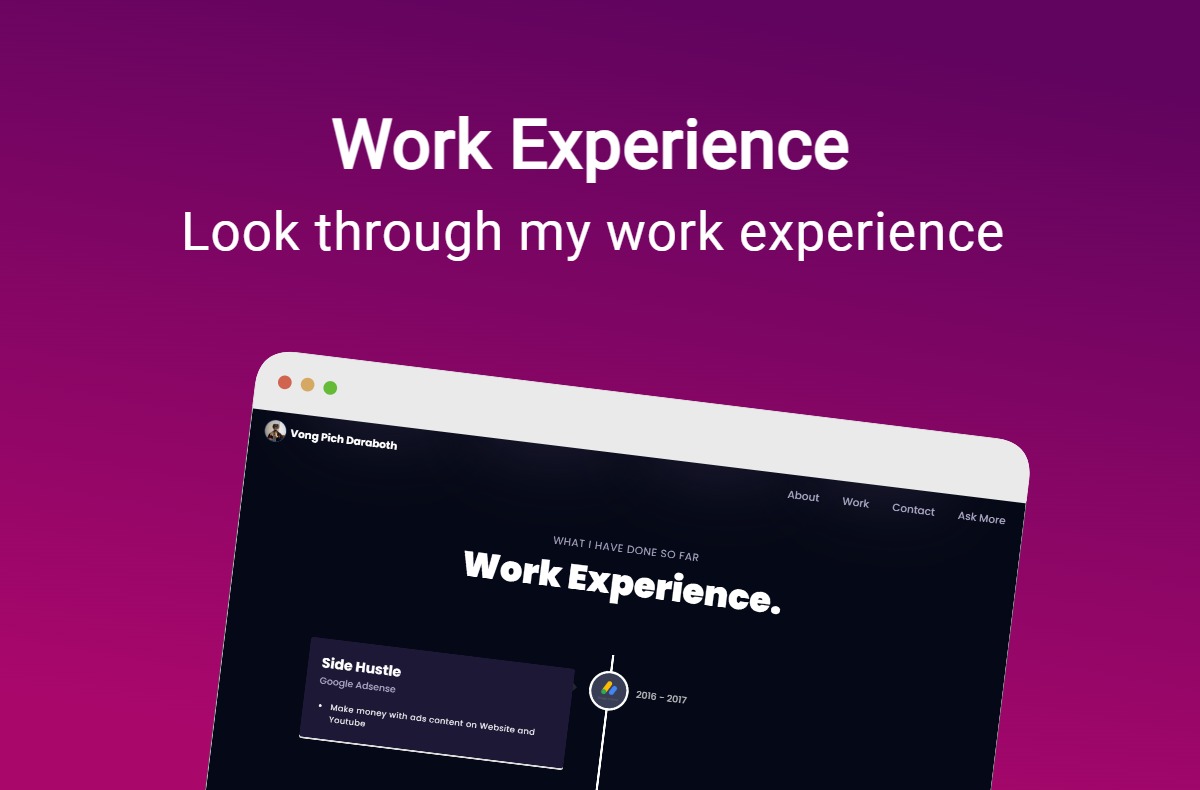 Work Experience
Look through my work experience
Vong Pich Daraboth
About Work Contact Ask More
WHAT I HAVE DONE SO FAR
Work Experience.
Side Hustle
Google Adsense
• Make money with ads content on Website and
Youtube
2016 - 2017